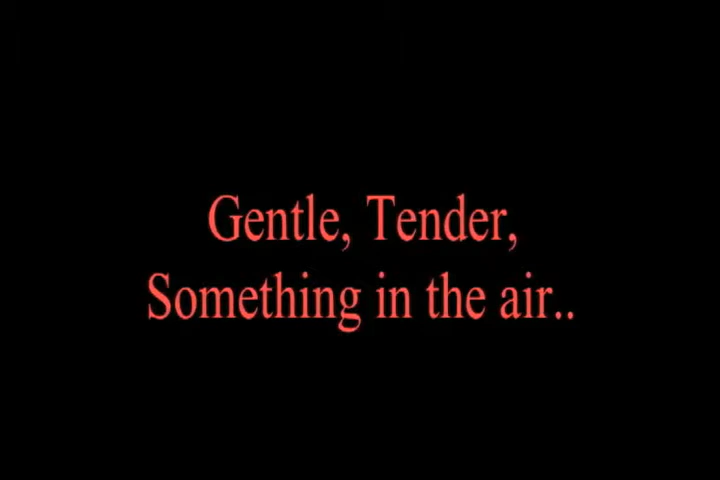 Gentle, Tender,
Something in the air..